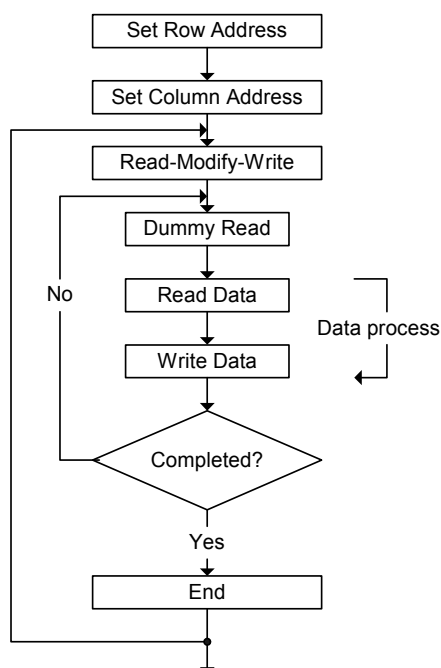 Set Row Address
Set Column Address
Read-Modify-Write
Dummy Read
No
Read Data
Data process
Write Data
Completed?
Yes
End